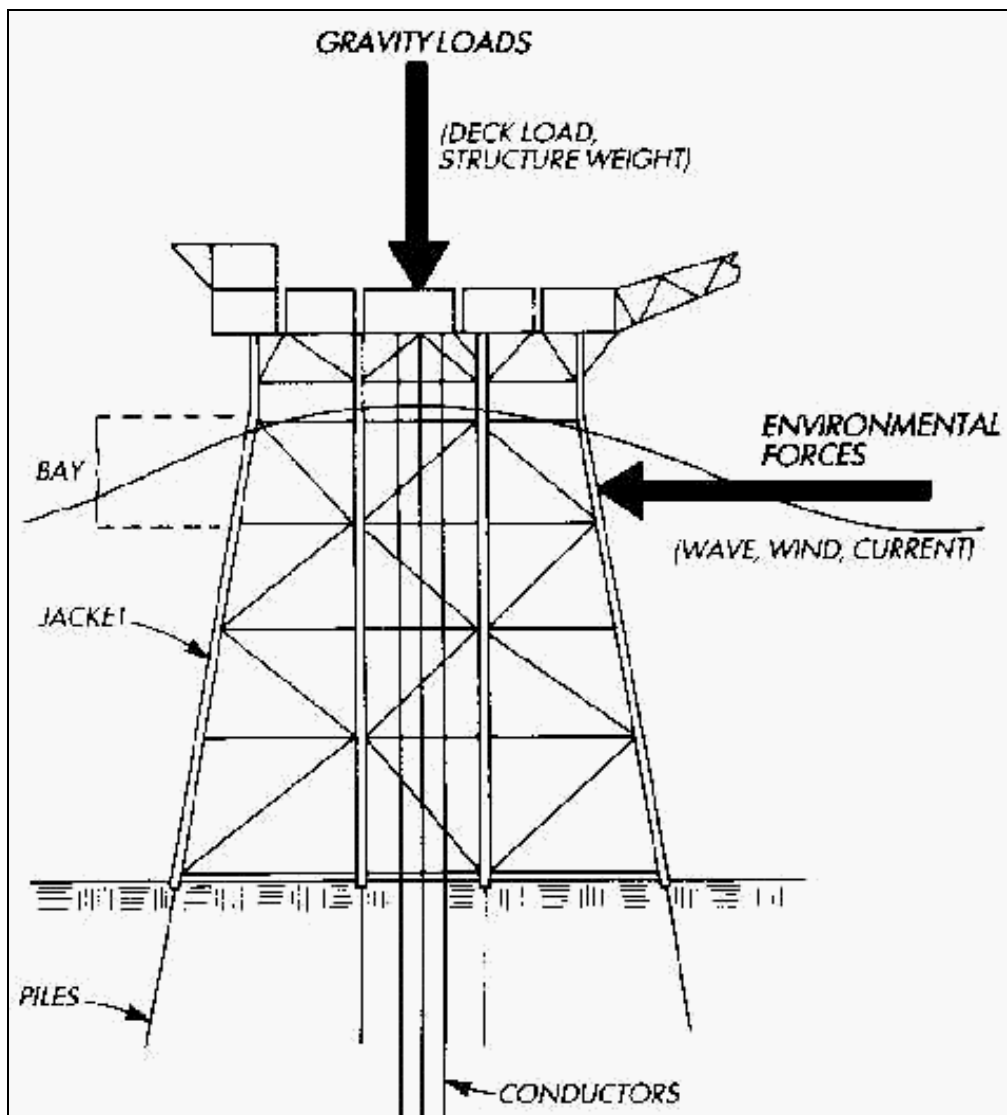 GRAVITY LOADS
(DECK LOAD,
STRUCTURE WEIGHT)
ENVIRONMENTAL
FORCES
BAY
(WAVE, WIND, CURRENT)
JACKET
PILES
CONDUCTORS